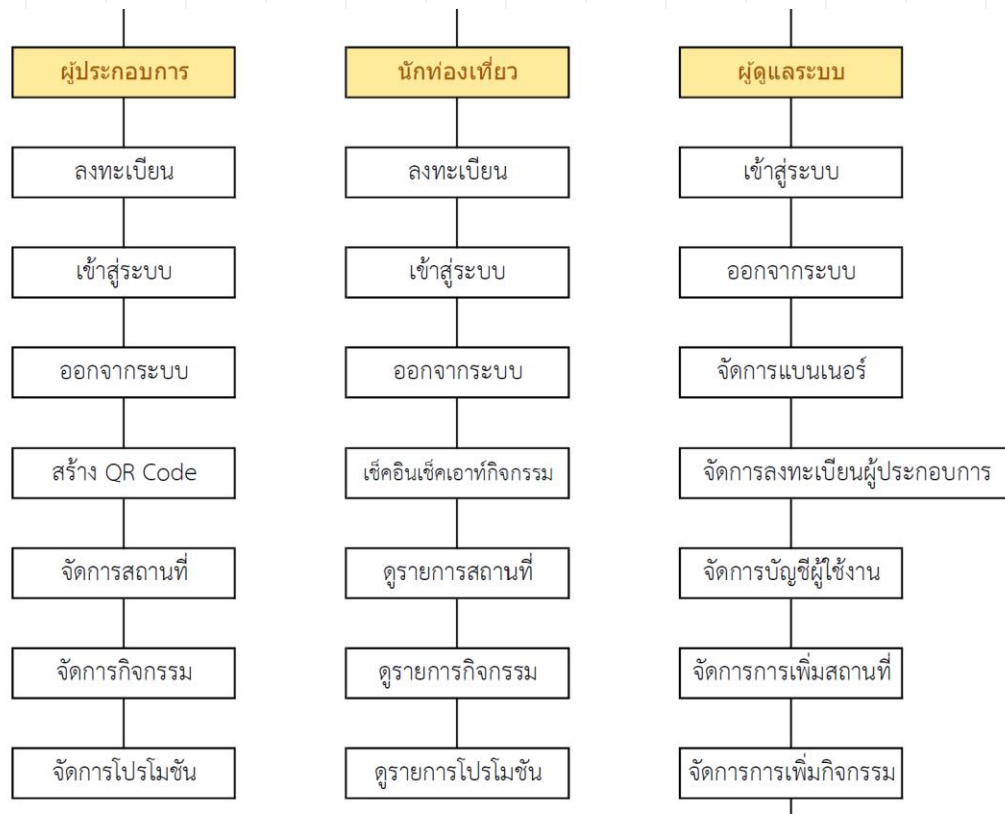 ผู้ประกอบการ
ลงทะเบียน
เข้าสู่ระบบ
ออกจากระบบ
สร้าง QR Code
จัดการสถานที่
จัดการกิจกรรม
จัดการโปรโมชัน
นักท่องเที่ยว
ลงทะเบียน
เข้าสู่ระบบ
ออกจากระบบ
เช็คอินเช็คเอาท์กิจกรรม
ดูรายการสถานที่
ดูรายการกิจกรรม
ดูรายการโปรโมชัน
ผู้ดูแลระบบ
เข้าสู่ระบบ
ออกจากระบบ
จัดการแบนเนอร์
จัดการลงทะเบียนผู้ประกอบการ
จัดการบัญชีผู้ใช้งาน
จัดการการเพิ่มสถานที่
จัดการการเพิ่มกิจกรรม